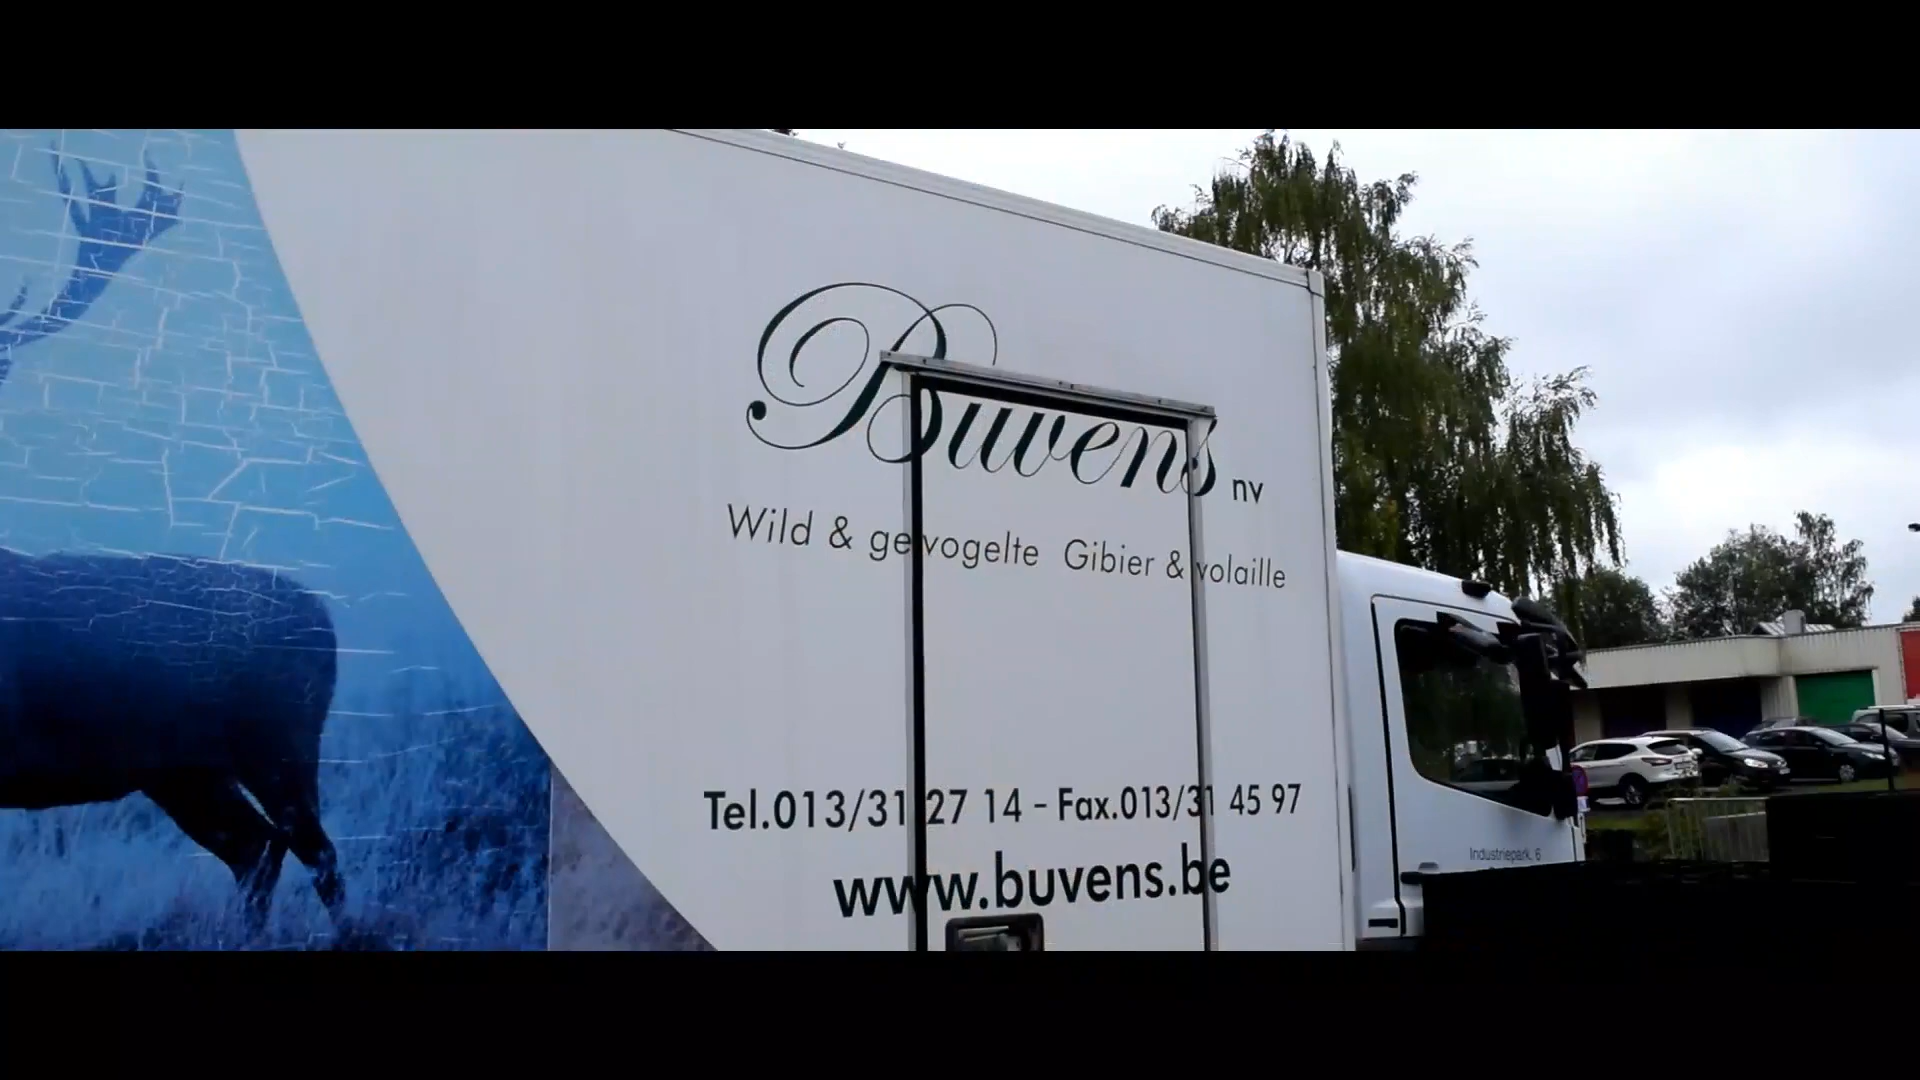 Buvens nv
Wild & gevogelte Gibier & volaille
Tel.013/31 27 14 - Fax.013/31 45 97
www.buvens.be
Industriepark, 6